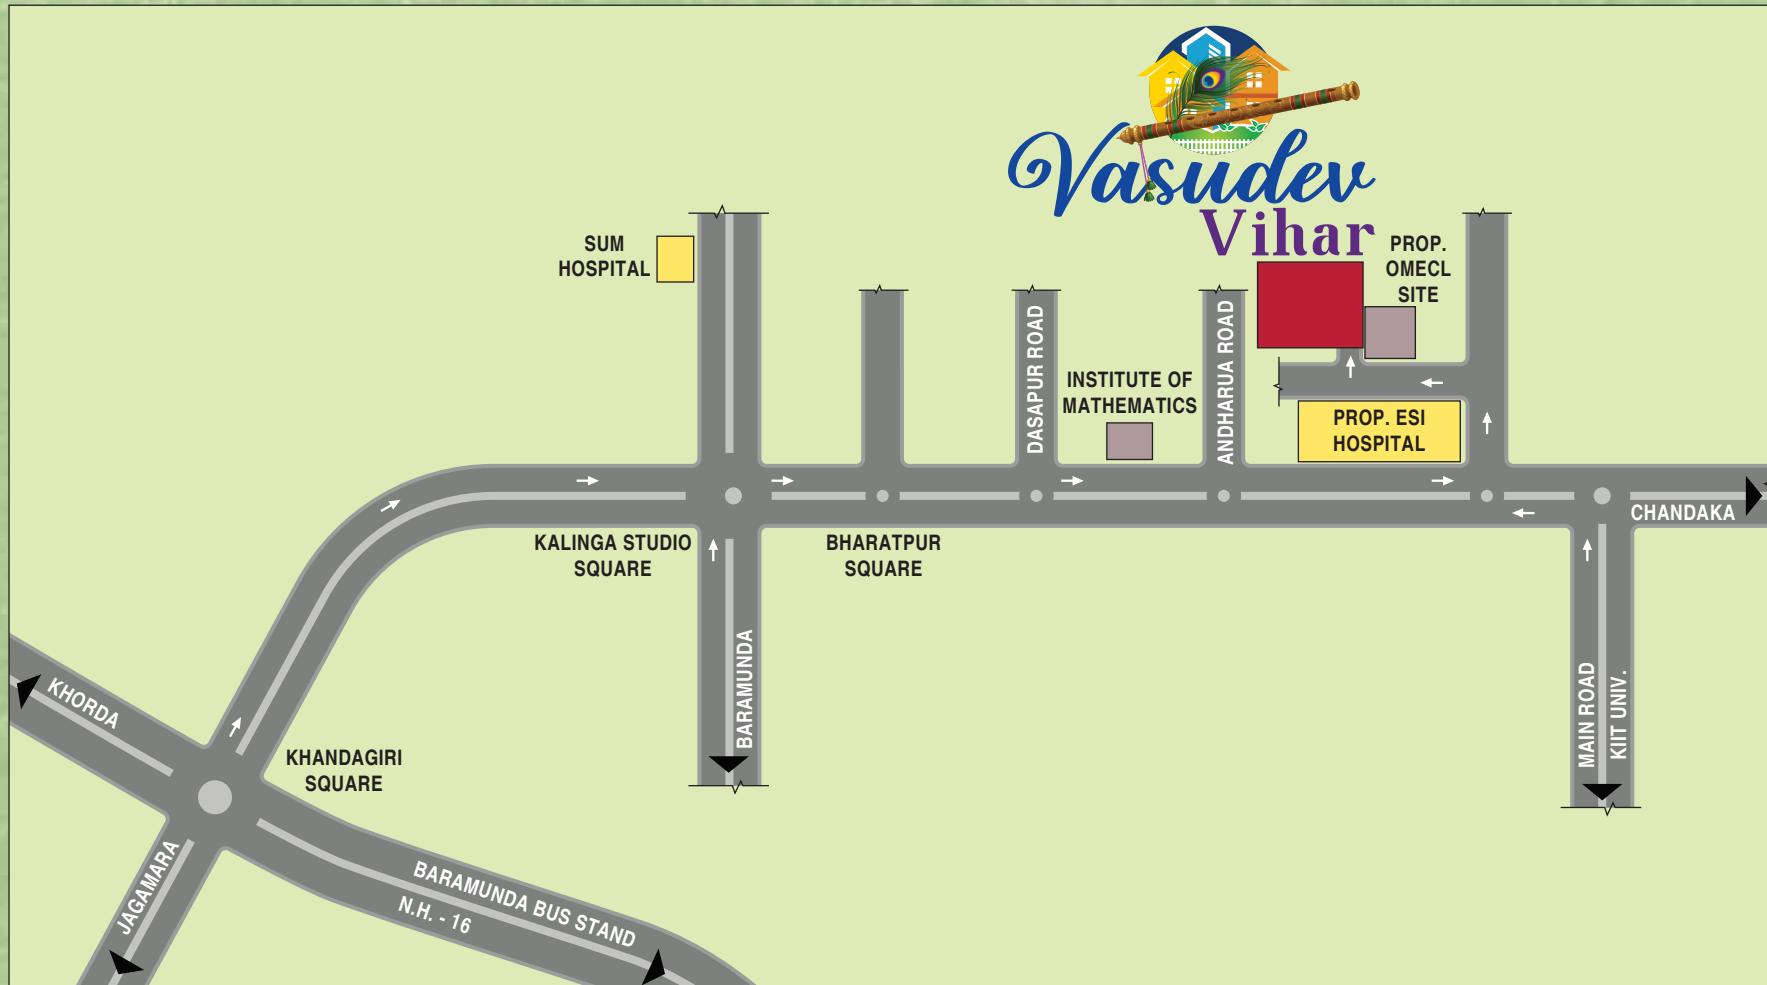 Vasudev
Vihar
SUM
HOSPITAL
PROP.
OMECL
SITE
DASAPUR ROAD
INSTITUTE OF
MATHEMATICS
ANDHARUA ROAD
PROP. ESI
HOSPITAL
CHANDAKA
KALINGA STUDIO
SQUARE
BHARATPUR
SQUARE
BARAMUNDA
MAIN ROAD
KIIT UNIV.
KHORDA
KHANDAGIRI
SQUARE
JAGAMARA
BARAMUNDA BUS STAND
N.H. - 16